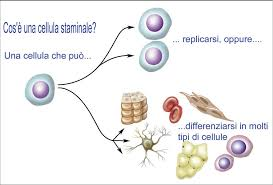 Cos'è una cellula staminale?
Una cellula che può...
... replicarsi, oppure....
...differenziarsi in molti
tipi di cellule